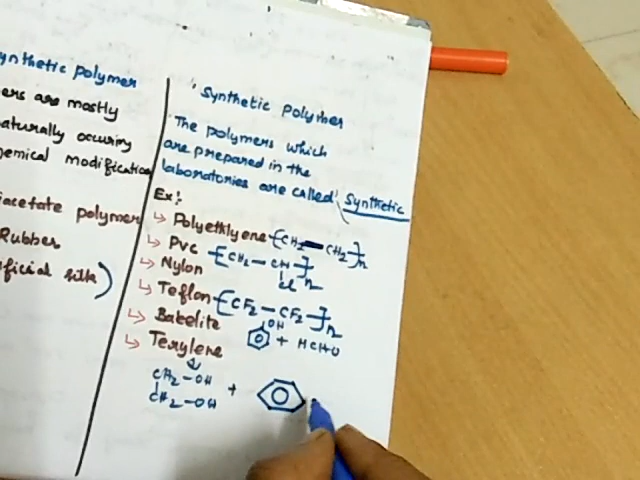 ynthetic polymer
ers are mostly
aturally occuring
hemical modification
iacetate polymer
Rubber
ficial silk)
Synthetic Polymer
The polymers which
are prepared in the
laboratories are called Synthetic
Ex:
↳ Polyethylene {CH2 — CH2}n
↳ Pvc {CH2 — CH}n
Cl
↳ Nylon
↳ Teflon {CF2 — CF2}n
↳ Bakelite OH + HCHO
↳ Terylene
CH2 – OH
CH2 – OH +